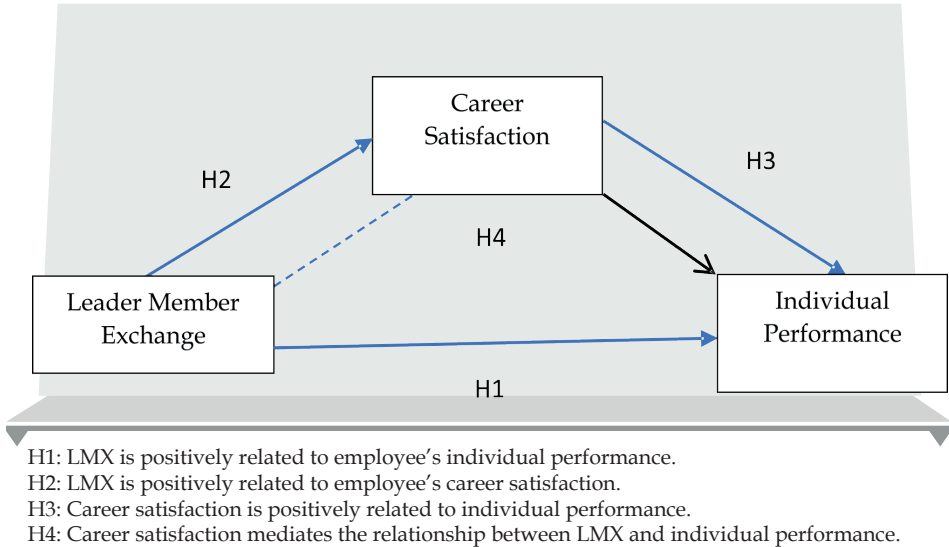 Career
Satisfaction
H2
H3
H4
Leader Member
Exchange
Individual
Performance
H1
H1: LMX is positively related to employee’s individual performance.
H2: LMX is positively related to employee’s career satisfaction.
H3: Career satisfaction is positively related to individual performance.
H4: Career satisfaction mediates the relationship between LMX and individual performance.